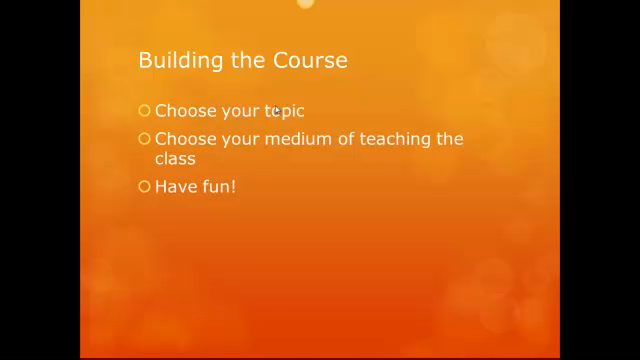 Building the Course
Choose your topic
Choose your medium of teaching the
class
Have fun!